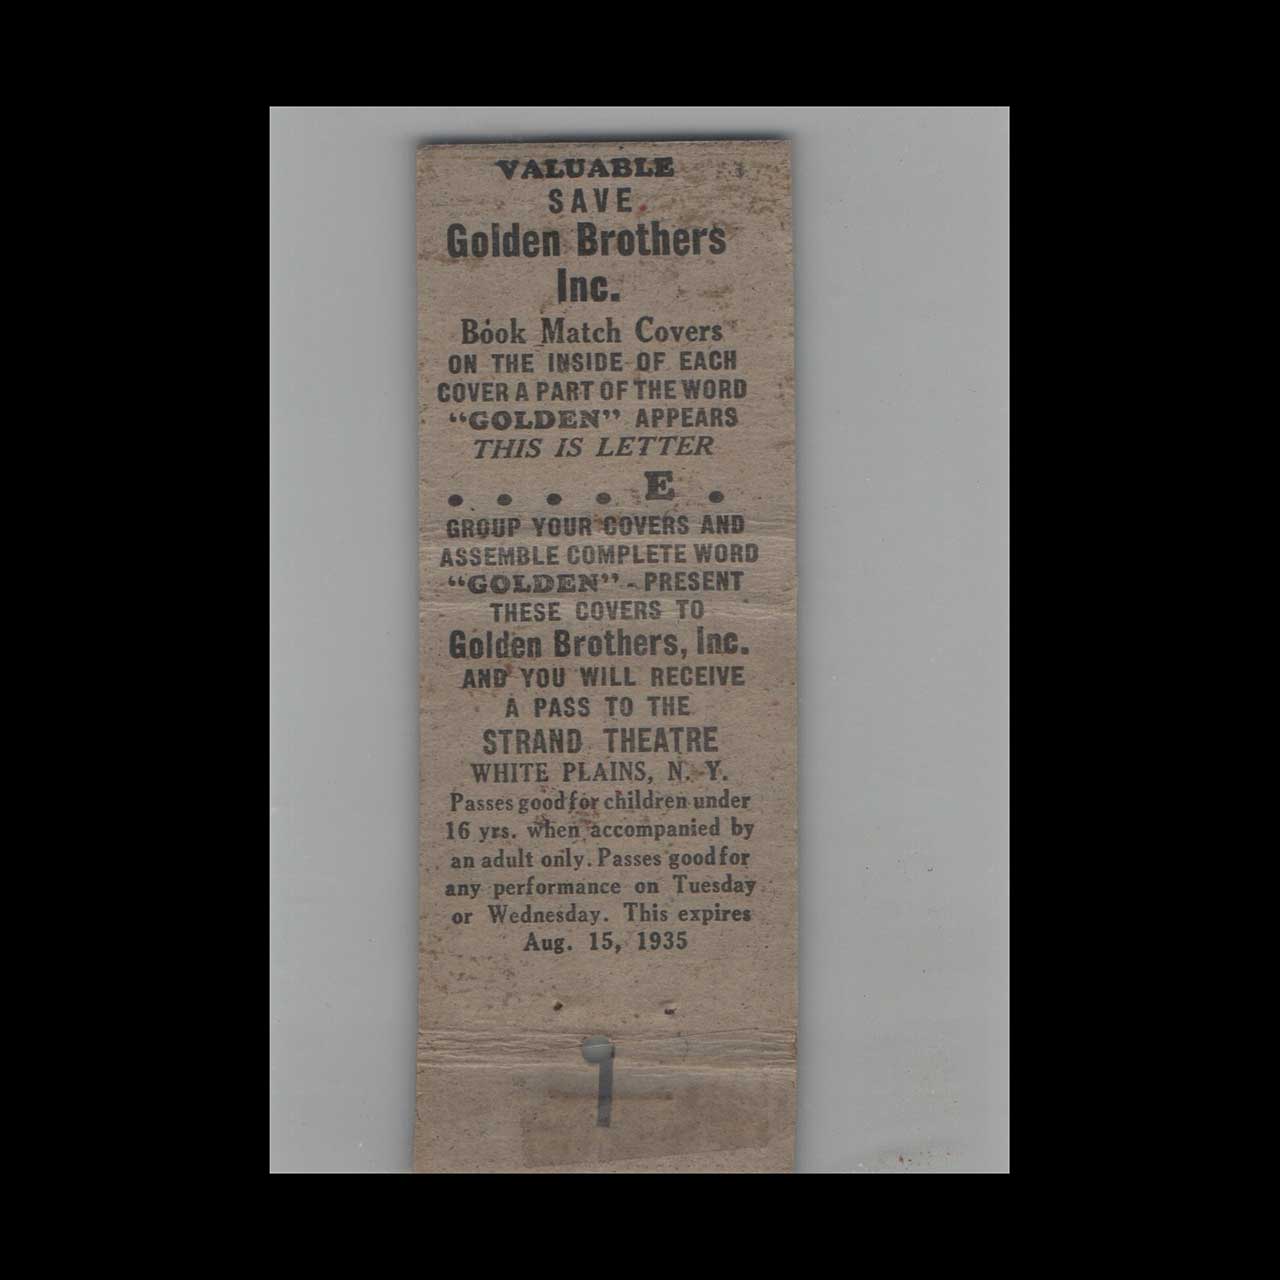 VALUABLE
SAVE
Golden Brothers
Inc.
Book Match Covers
ON THE INSIDE OF EACH
COVER A PART OF THE WORD
“GOLDEN” APPEARS
THIS IS LETTER
. . . . E .
GROUP YOUR COVERS AND
ASSEMBLE COMPLETE WORD
“GOLDEN” - PRESENT
THESE COVERS TO
Golden Brothers, Inc.
AND YOU WILL RECEIVE
A PASS TO THE
STRAND THEATRE
WHITE PLAINS, N. Y.
Passes good for children under
16 yrs. when accompanied by
an adult only. Passes good for
any performance on Tuesday
or Wednesday. This expires
Aug. 15, 1935